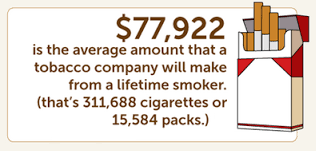 $77,922
is the average amount that a
tobacco company will make
from a lifetime smoker.
(that's 311,688 cigarettes or
15,584 packs.)